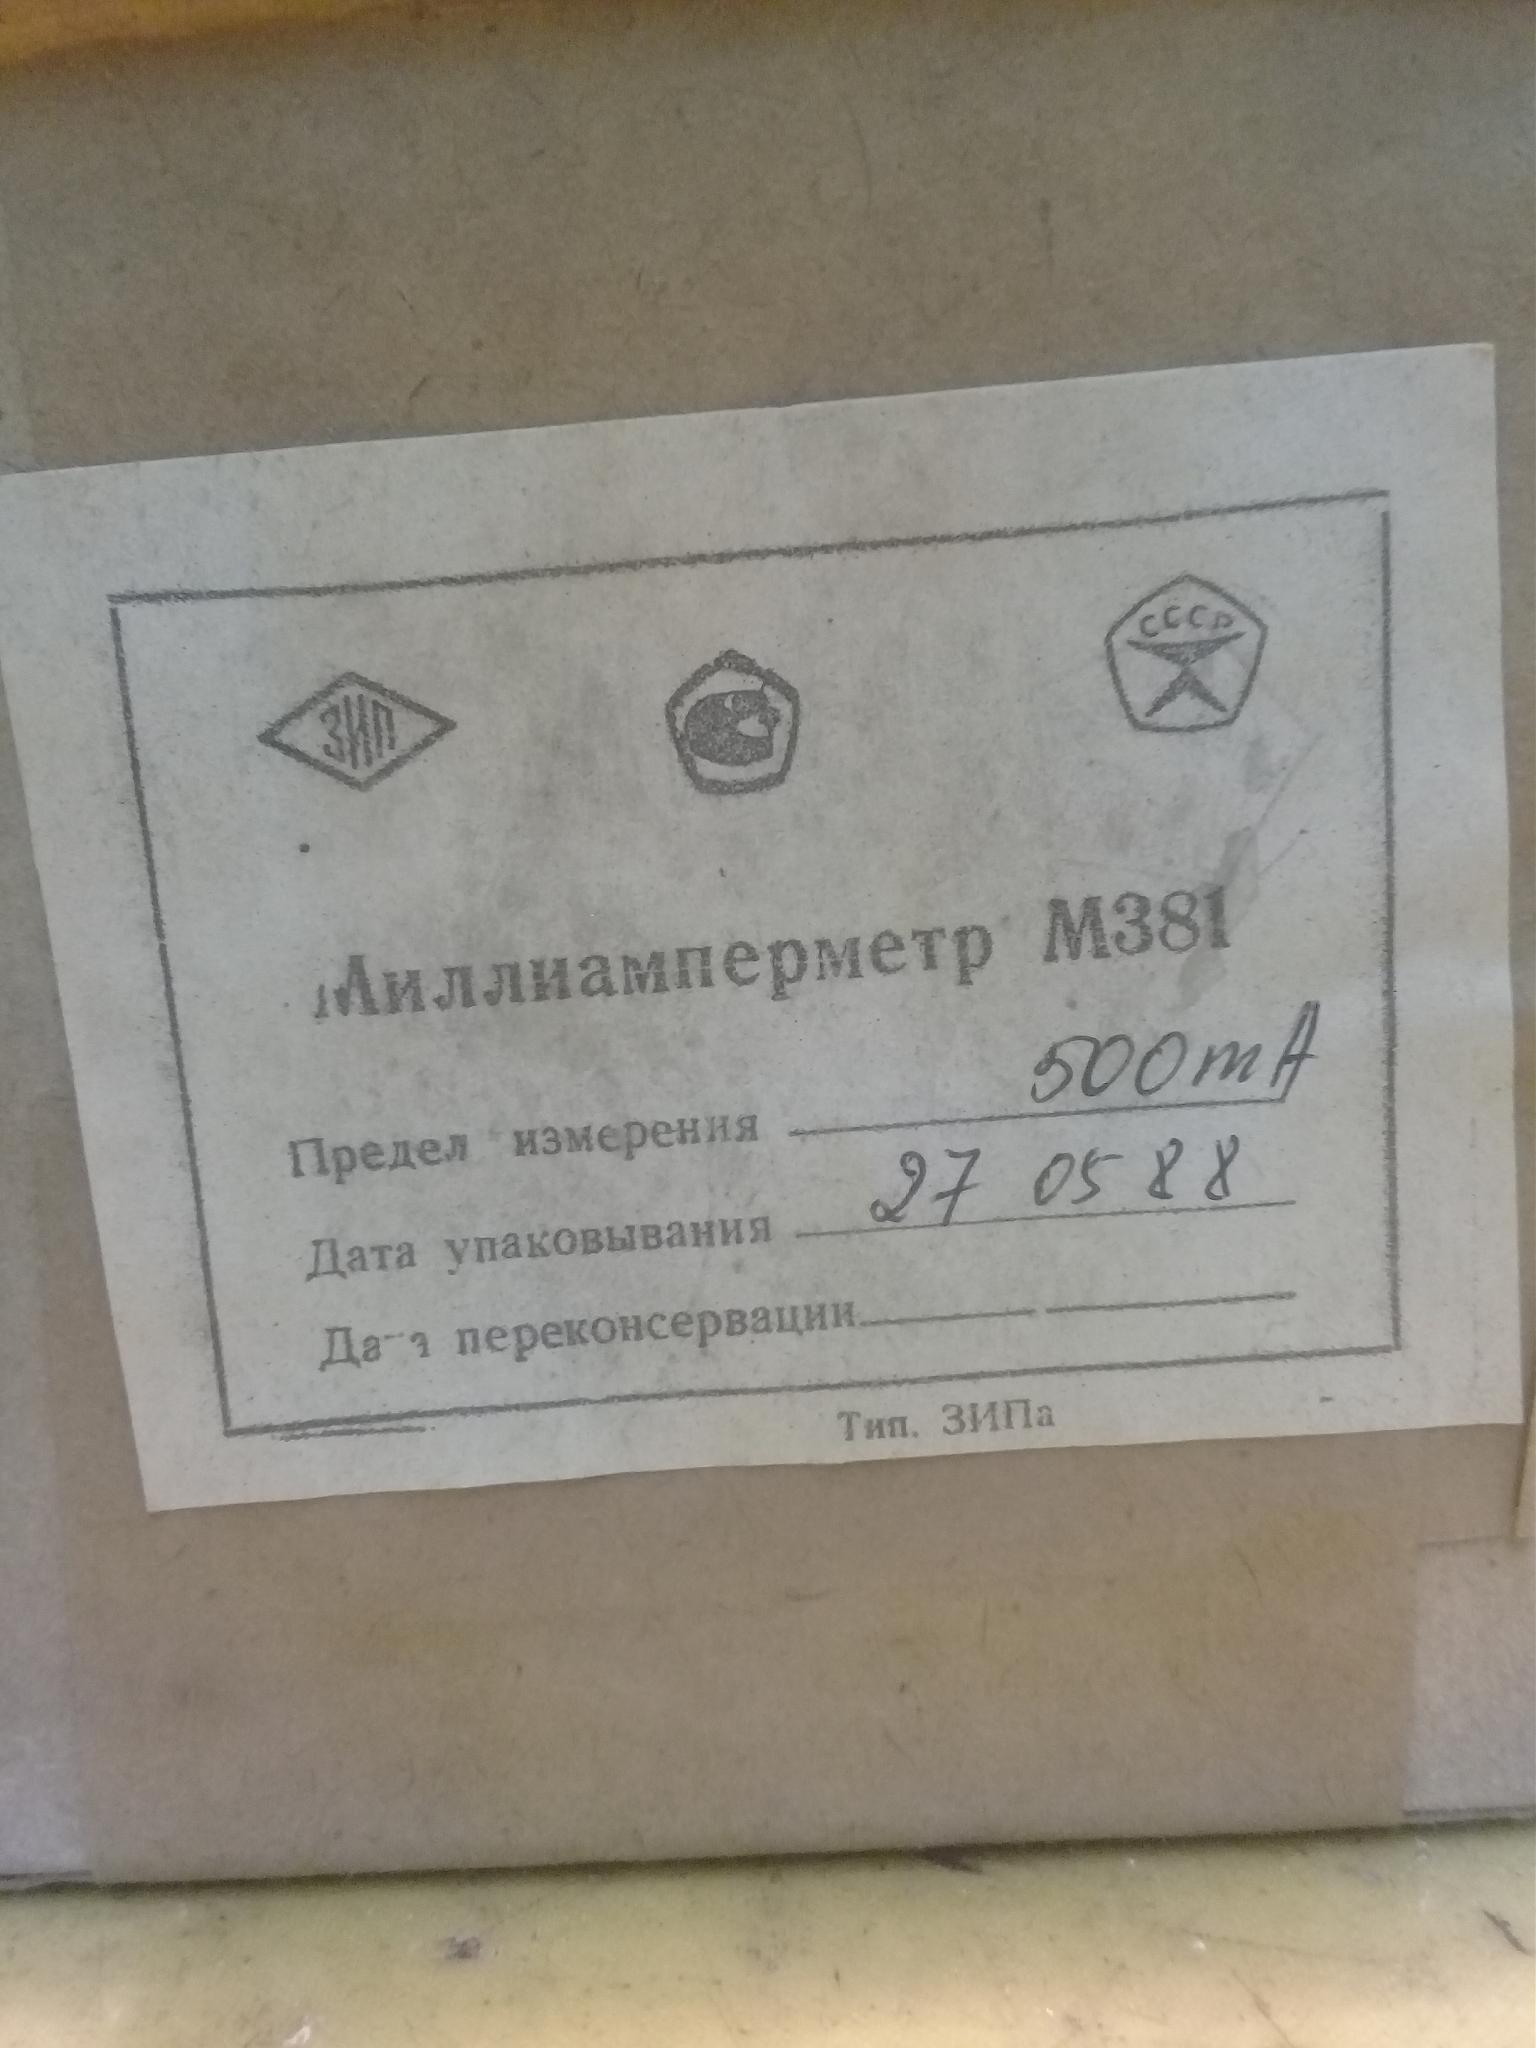 ЗИП
СССР
Миллиамперметр М381
Предел измерения 500mA
Дата упаковывания 27 05 88
Дата переконсервации
Тип. ЗИПа